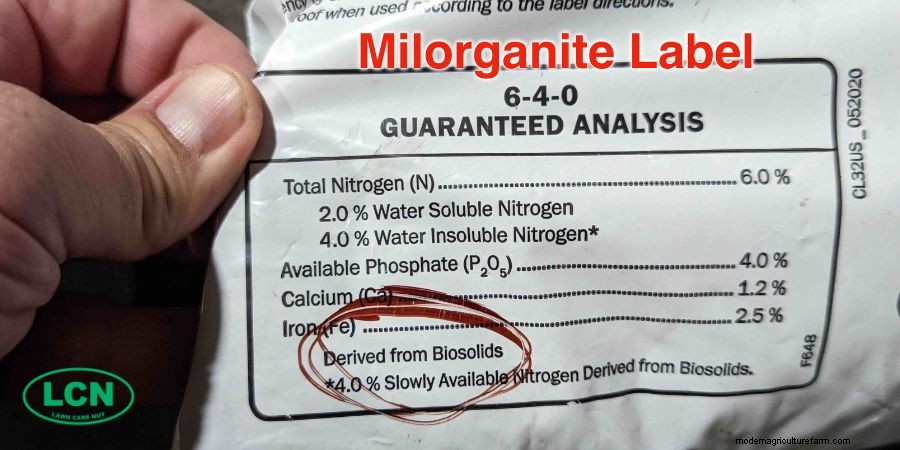 roof when used according to the label directions.
Milorganite Label
6-4-0
GUARANTEED ANALYSIS
Total Nitrogen (N) 6.0 %
2.0 % Water Soluble Nitrogen
4.0 % Water Insoluble Nitrogen*
Available Phosphate (P₂O₅) 4.0 %
Calcium (Ca) 1.2 %
Iron (Fe) 2.5 %
Derived from Biosolids
*4.0 % Slowly Available Nitrogen Derived from Biosolids.
CL32US_052020
F648
LCN
LAWN CARE NUT
modernagriculturefarm.com